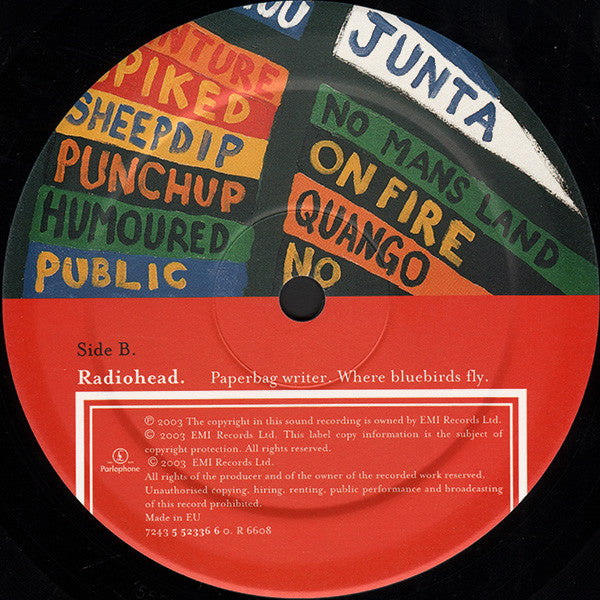 JUNTA
NTURE
PIKED
SHEEPDIP
PUNCHUP
HUMOURED
PUBLIC
NO MANS LAND
ON FIRE
QUANGO
NO
Side B.
Radiohead. Paperbag writer. Where bluebirds fly.
℗ 2003 The copyright in this sound recording is owned by EMI Records Ltd.
© 2003 EMI Records Ltd. This label copy information is the subject of
copyright protection. All rights reserved.
© 2003 EMI Records Ltd.
All rights of the producer and of the owner of the recorded work reserved.
Unauthorised copying, hiring, renting, public performance and broadcasting
of this record prohibited.
Made in EU
7243 5 52336 6 0. R 6608
Parlophone